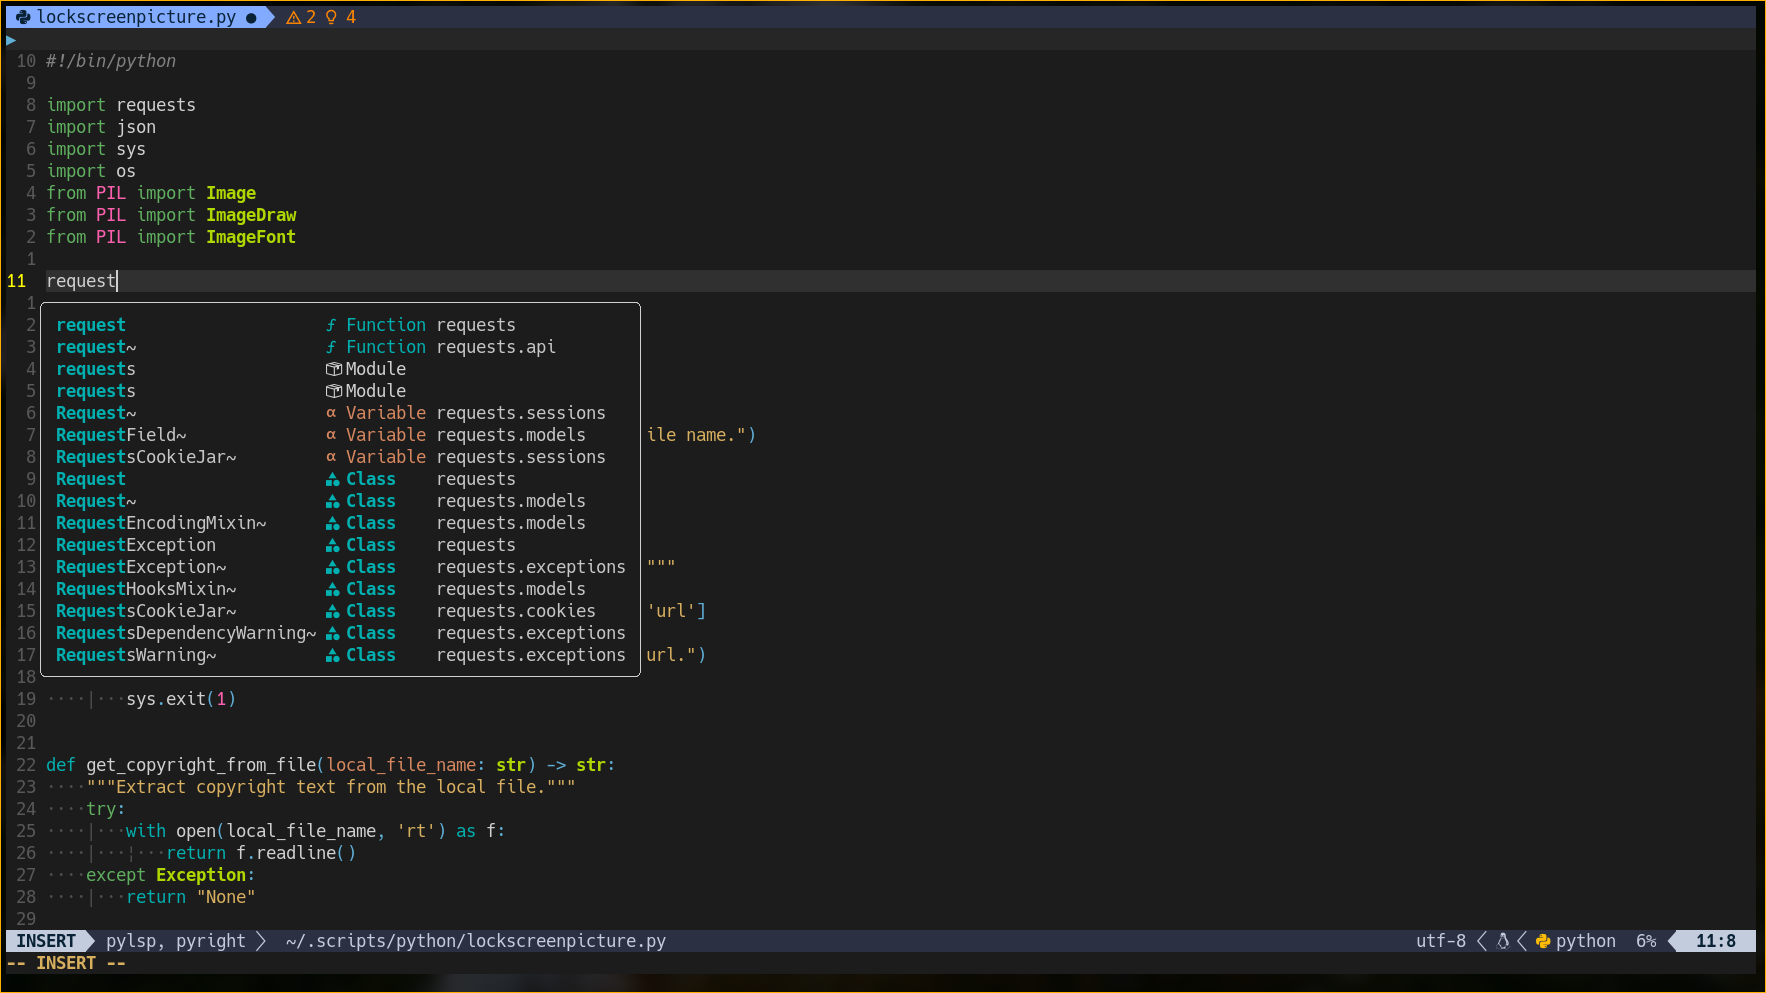 lockscreenpicture.py ● 2 4
10 #!/bin/python
9
8 import requests
7 import json
6 import sys
5 import os
4 from PIL import Image
3 from PIL import ImageDraw
2 from PIL import ImageFont
1
11 request
1
2 request ƒ Function requests
3 request~ ƒ Function requests.api
4 requests Module
5 requests Module
6 Request~ α Variable requests.sessions
7 RequestField~ α Variable requests.models ile name.")
8 RequestsCookieJar~ α Variable requests.sessions
9 Request Class requests
10 Request~ Class requests.models
11 RequestEncodingMixin~ Class requests.models
12 RequestException Class requests
13 RequestException~ Class requests.exceptions """
14 RequestHooksMixin~ Class requests.models
15 RequestsCookieJar~ Class requests.cookies 'url']
16 RequestsDependencyWarning~ Class requests.exceptions
17 RequestsWarning~ Class requests.exceptions url.")
18
19 ····|···sys.exit(1)
20
21
22 def get_copyright_from_file(local_file_name: str) -> str:
23 ····"""Extract copyright text from the local file."""
24 ····try:
25 ····|···with open(local_file_name, 'rt') as f:
26 ····|···¦···return f.readline()
27 ····except Exception:
28 ····|···return "None"
29
INSERT pylsp, pyright ~/.scripts/python/lockscreenpicture.py utf-8 python 6% 11:8
-- INSERT --